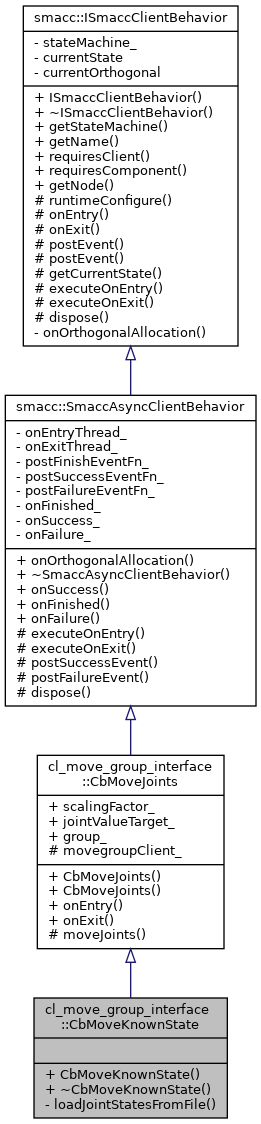 smacc::ISmaccClientBehavior
- stateMachine_
- currentState
- currentOrthogonal
+ ISmaccClientBehavior()
+ ~ISmaccClientBehavior()
+ getStateMachine()
+ getName()
+ requiresClient()
+ requiresComponent()
+ getNode()
# runtimeConfigure()
# onEntry()
# onExit()
# postEvent()
# postEvent()
# getCurrentState()
# executeOnEntry()
# executeOnExit()
# dispose()
- onOrthogonalAllocation()
smacc::SmaccAsyncClientBehavior
- onEntryThread_
- onExitThread_
- postFinishEventFn_
- postSuccessEventFn_
- postFailureEventFn_
- onFinished_
- onSuccess_
- onFailure_
+ onOrthogonalAllocation()
+ ~SmaccAsyncClientBehavior()
+ onSuccess()
+ onFinished()
+ onFailure()
# executeOnEntry()
# executeOnExit()
# postSuccessEvent()
# postFailureEvent()
# dispose()
cl_move_group_interface
::CbMoveJoints
+ scalingFactor_
+ jointValueTarget_
+ group_
# movegroupClient_
+ CbMoveJoints()
+ CbMoveJoints()
+ onEntry()
+ onExit()
# moveJoints()
cl_move_group_interface
::CbMoveKnownState
+ CbMoveKnownState()
+ ~CbMoveKnownState()
- loadJointStatesFromFile()